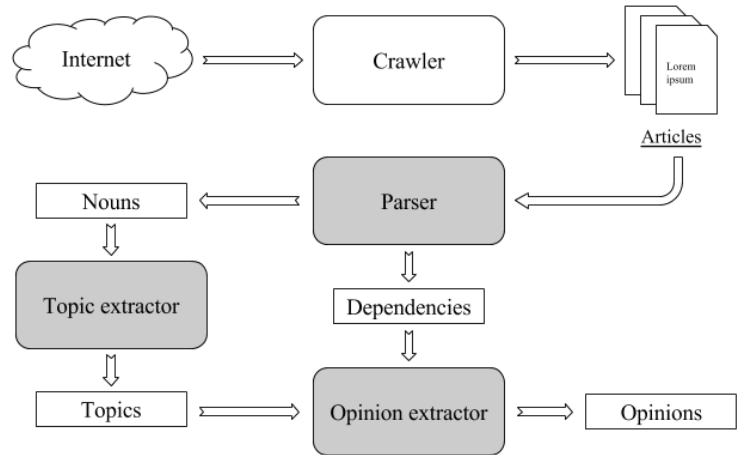 Internet
Crawler
Lorem
ipsum
Articles
Nouns
Parser
Topic extractor
Dependencies
Topics
Opinion extractor
Opinions